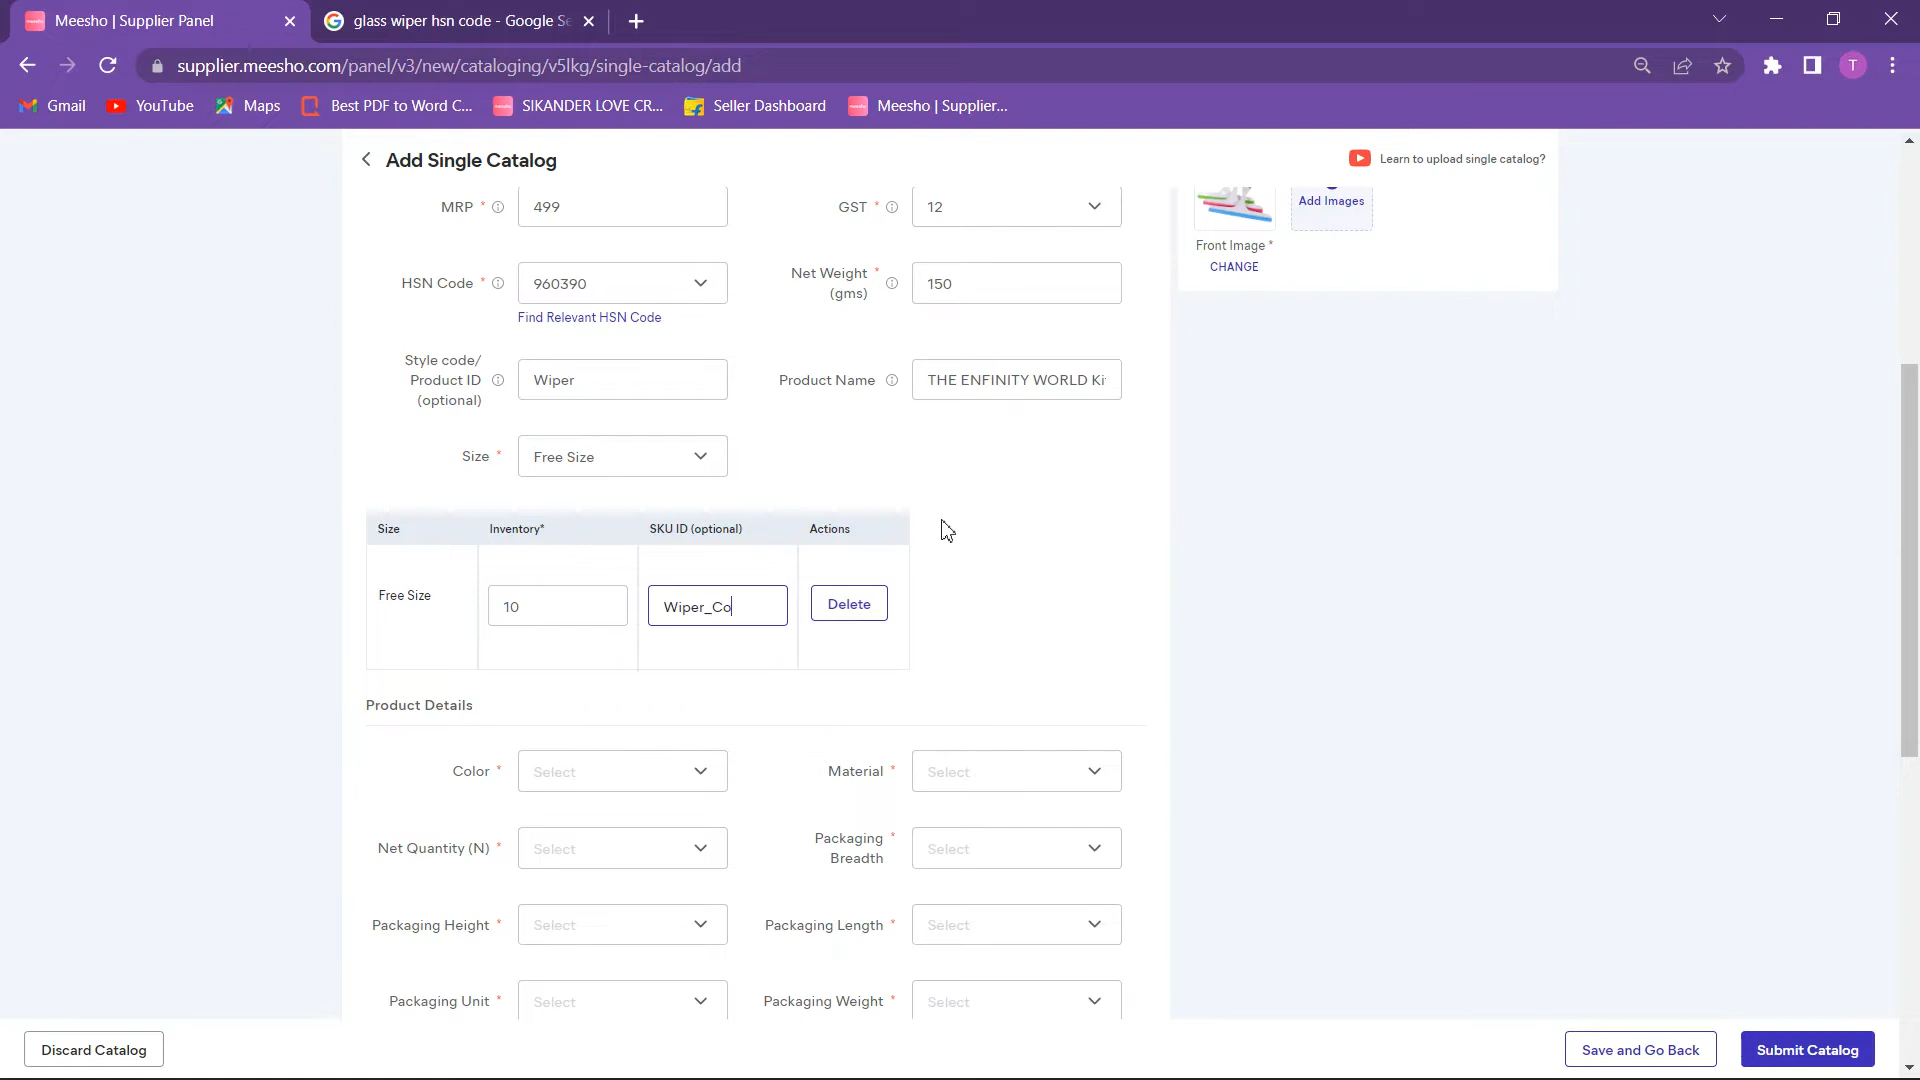 Meesho | Supplier Panel
glass wiper hsn code - Google Se
supplier.meesho.com/panel/v3/new/cataloging/v5lkg/single-catalog/add
T
Gmail
YouTube
Maps
Best PDF to Word C...
SIKANDER LOVE CR...
Seller Dashboard
Meesho | Supplier...
Add Single Catalog
Learn to upload single catalog?
MRP *
499
GST *
12
Add Images
Front Image *
CHANGE
HSN Code *
960390
Find Relevant HSN Code
Net Weight *
(gms)
150
Style code/
Product ID
(optional)
Wiper
Product Name
THE ENFINITY WORLD Ki
Size *
Free Size
Size
Inventory*
SKU ID (optional)
Actions
Free Size
10
Wiper_Co
Delete
Product Details
Color *
Select
Material *
Select
Net Quantity (N) *
Select
Packaging *
Breadth
Select
Packaging Height *
Select
Packaging Length *
Select
Packaging Unit *
Select
Packaging Weight *
Select
Discard Catalog
Save and Go Back
Submit Catalog